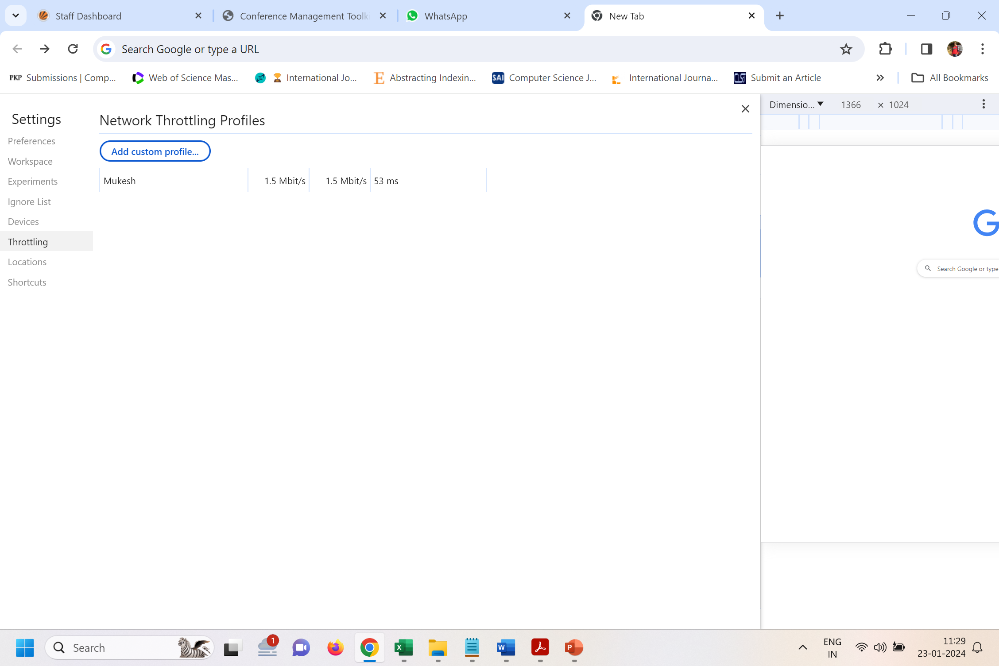 Staff Dashboard
Conference Management Toolki
WhatsApp
New Tab
Search Google or type a URL
PKP Submissions | Comp...
Web of Science Mas...
International Jo...
E Abstracting Indexin...
SAI Computer Science J...
International Journa...
CISJ Submit an Article
All Bookmarks
Settings
Preferences
Workspace
Experiments
Ignore List
Devices
Throttling
Locations
Shortcuts
Network Throttling Profiles
Add custom profile...
Mukesh 1.5 Mbit/s 1.5 Mbit/s 53 ms
Dimensio... 1366 × 1024
G
Search Google or type
Search
1
X
W
P
ENG
IN
11:29
23-01-2024